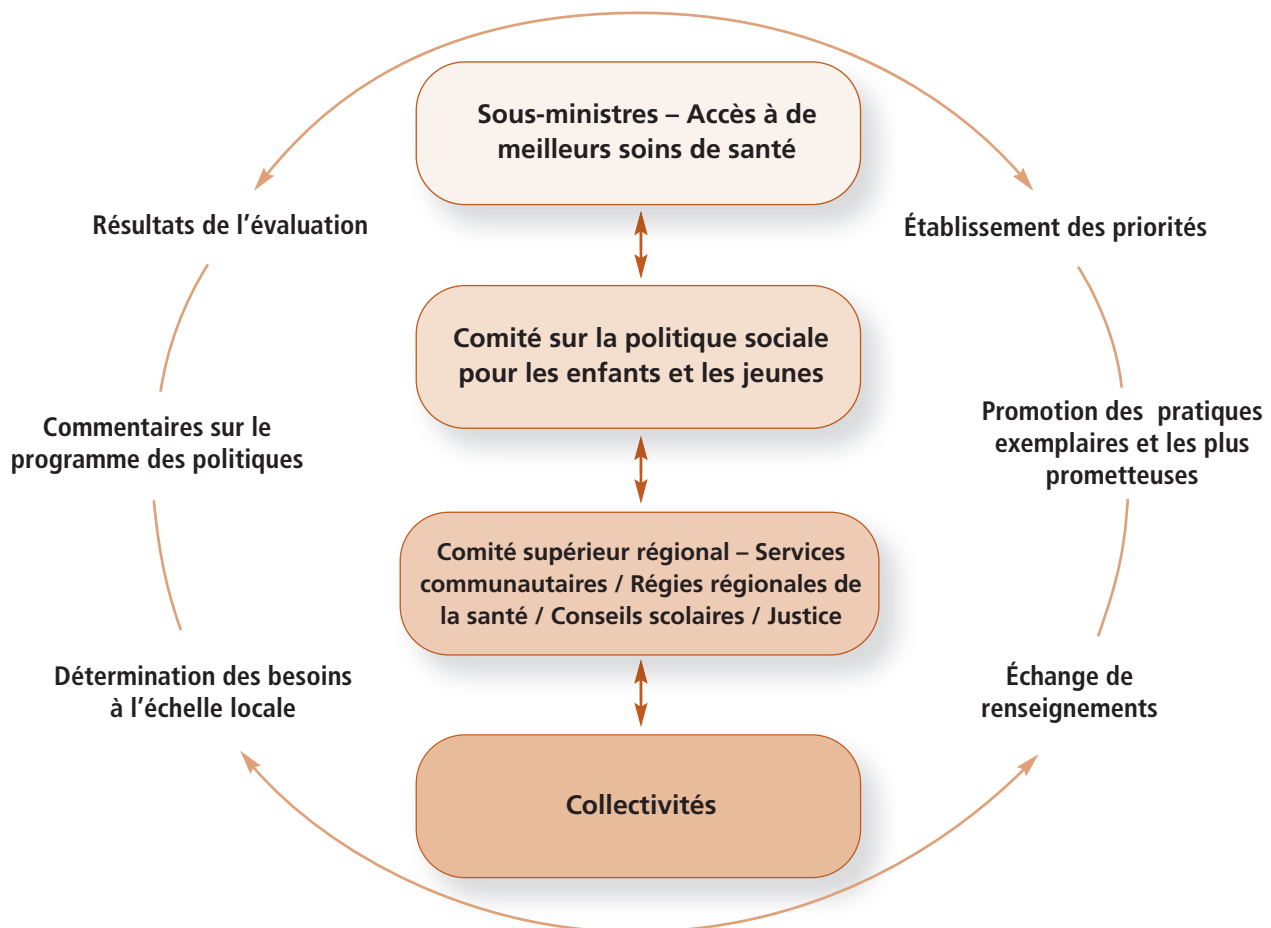 Sous-ministres – Accès à de
meilleurs soins de santé
Résultats de l'évaluation
Établissement des priorités
Comité sur la politique sociale
pour les enfants et les jeunes
Commentaires sur le
programme des politiques
Promotion des pratiques
exemplaires et les plus
prometteuses
Comité supérieur régional – Services
communautaires / Régies régionales de
la santé / Conseils scolaires / Justice
Détermination des besoins
à l'échelle locale
Échange de
renseignements
Collectivités